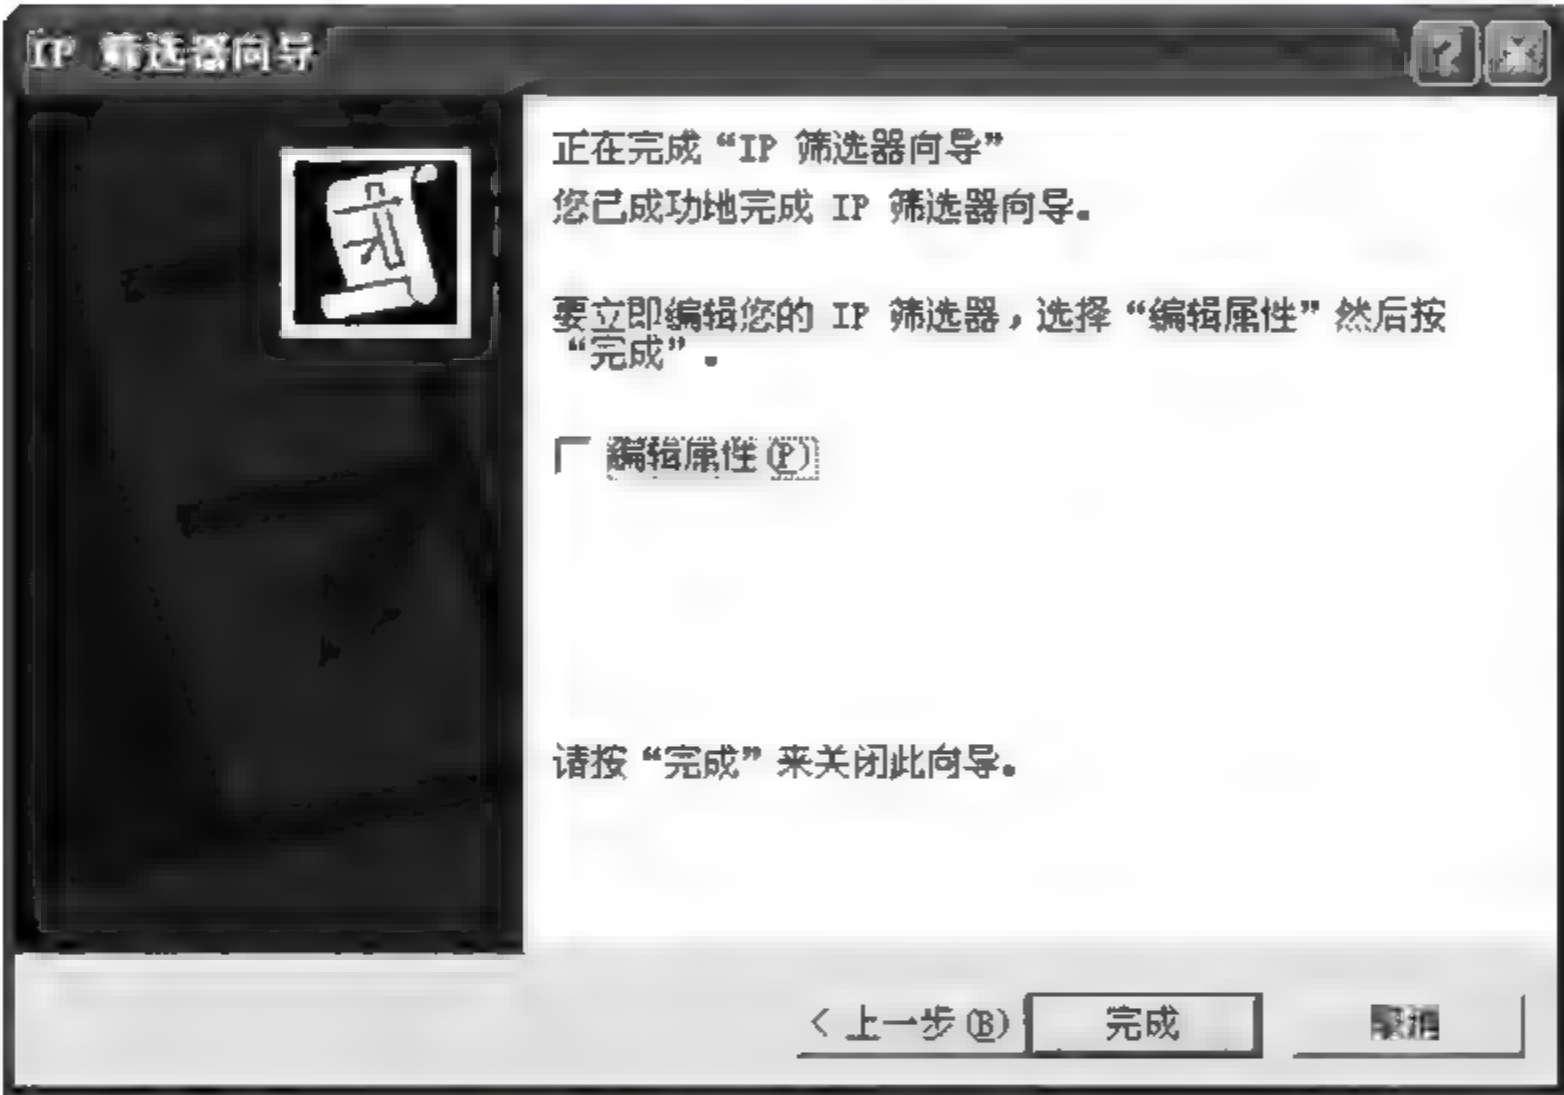 IP 筛选器向导
正在完成“IP 筛选器向导”
您已成功地完成 IP 筛选器向导。
要立即编辑您的 IP 筛选器，选择“编辑属性”然后按
“完成”。
编辑属性(P)
请按“完成”来关闭此向导。
< 上一步(B) 完成 取消